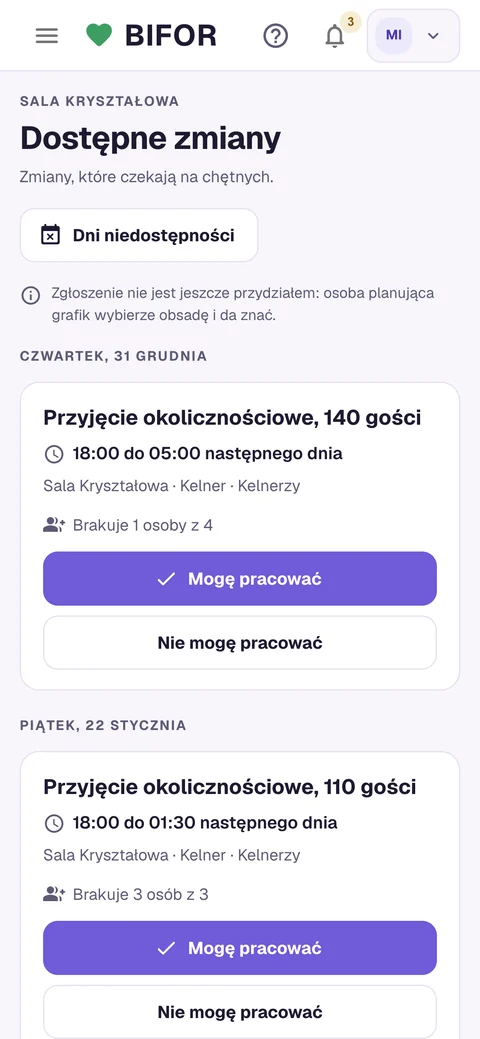 BIFOR
3
MI
SALA KRYSZTAŁOWA
Dostępne zmiany
Zmiany, które czekają na chętnych.
Dni niedostępności
Zgłoszenie nie jest jeszcze przydziałem: osoba planująca
grafik wybierze obsadę i da znać.
CZWARTEK, 31 GRUDNIA
Przyjęcie okolicznościowe, 140 gości
18:00 do 05:00 następnego dnia
Sala Kryształowa · Kelner · Kelnerzy
Brakuje 1 osoby z 4
Mogę pracować
Nie mogę pracować
PIĄTEK, 22 STYCZNIA
Przyjęcie okolicznościowe, 110 gości
18:00 do 01:30 następnego dnia
Sala Kryształowa · Kelner · Kelnerzy
Brakuje 3 osób z 3
Mogę pracować
Nie mogę pracować